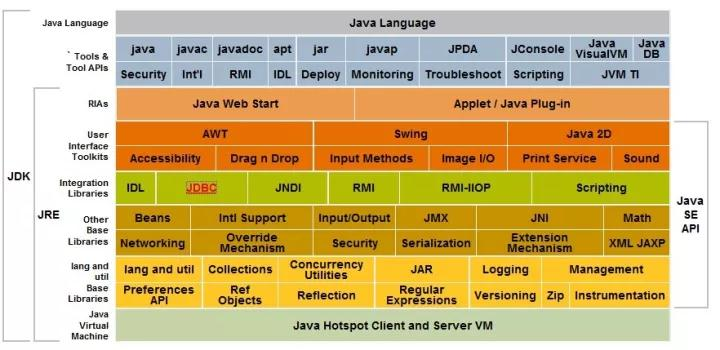 Java Language Java Language
` Tools & Tool APIs
java javac javadoc apt jar javap JPDA JConsole Java VisualVM Java DB
Security Int'l RMI IDL Deploy Monitoring Troubleshoot Scripting JVM TI
RIAs Java Web Start Applet / Java Plug-in
User Interface Toolkits
AWT Swing Java 2D
Accessibility Drag n Drop Input Methods Image I/O Print Service Sound
Integration Libraries
IDL JDBC JNDI RMI RMI-IIOP Scripting
JDK
JRE
Java SE API
Other Base Libraries
Beans Intl Support Input/Output JMX JNI Math
Networking Override Mechanism Security Serialization Extension Mechanism XML JAXP
lang and util Base Libraries
lang and util Collections Concurrency Utilities JAR Logging Management
Preferences API Ref Objects Reflection Regular Expressions Versioning Zip Instrumentation
Java Virtual Machine
Java Hotspot Client and Server VM